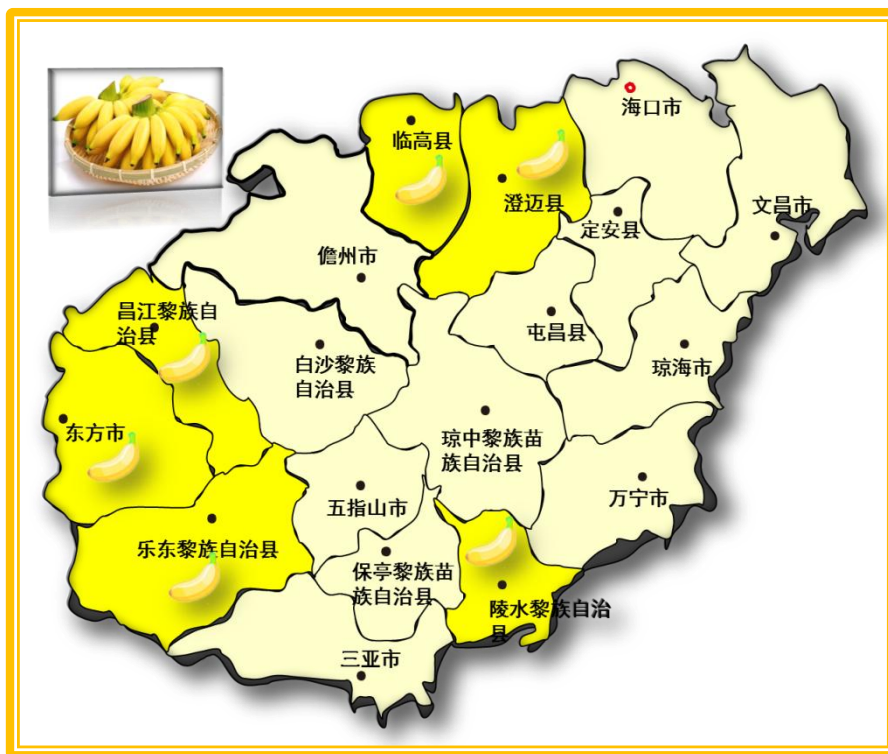 海口市
临高县
澄迈县
文昌市
定安县
儋州市
昌江黎族自
治县
屯昌县
白沙黎族
自治县
琼海市
东方市
琼中黎族苗
族自治县
万宁市
五指山市
乐东黎族自治县
保亭黎族苗
族自治县
陵水黎族自治
县
三亚市